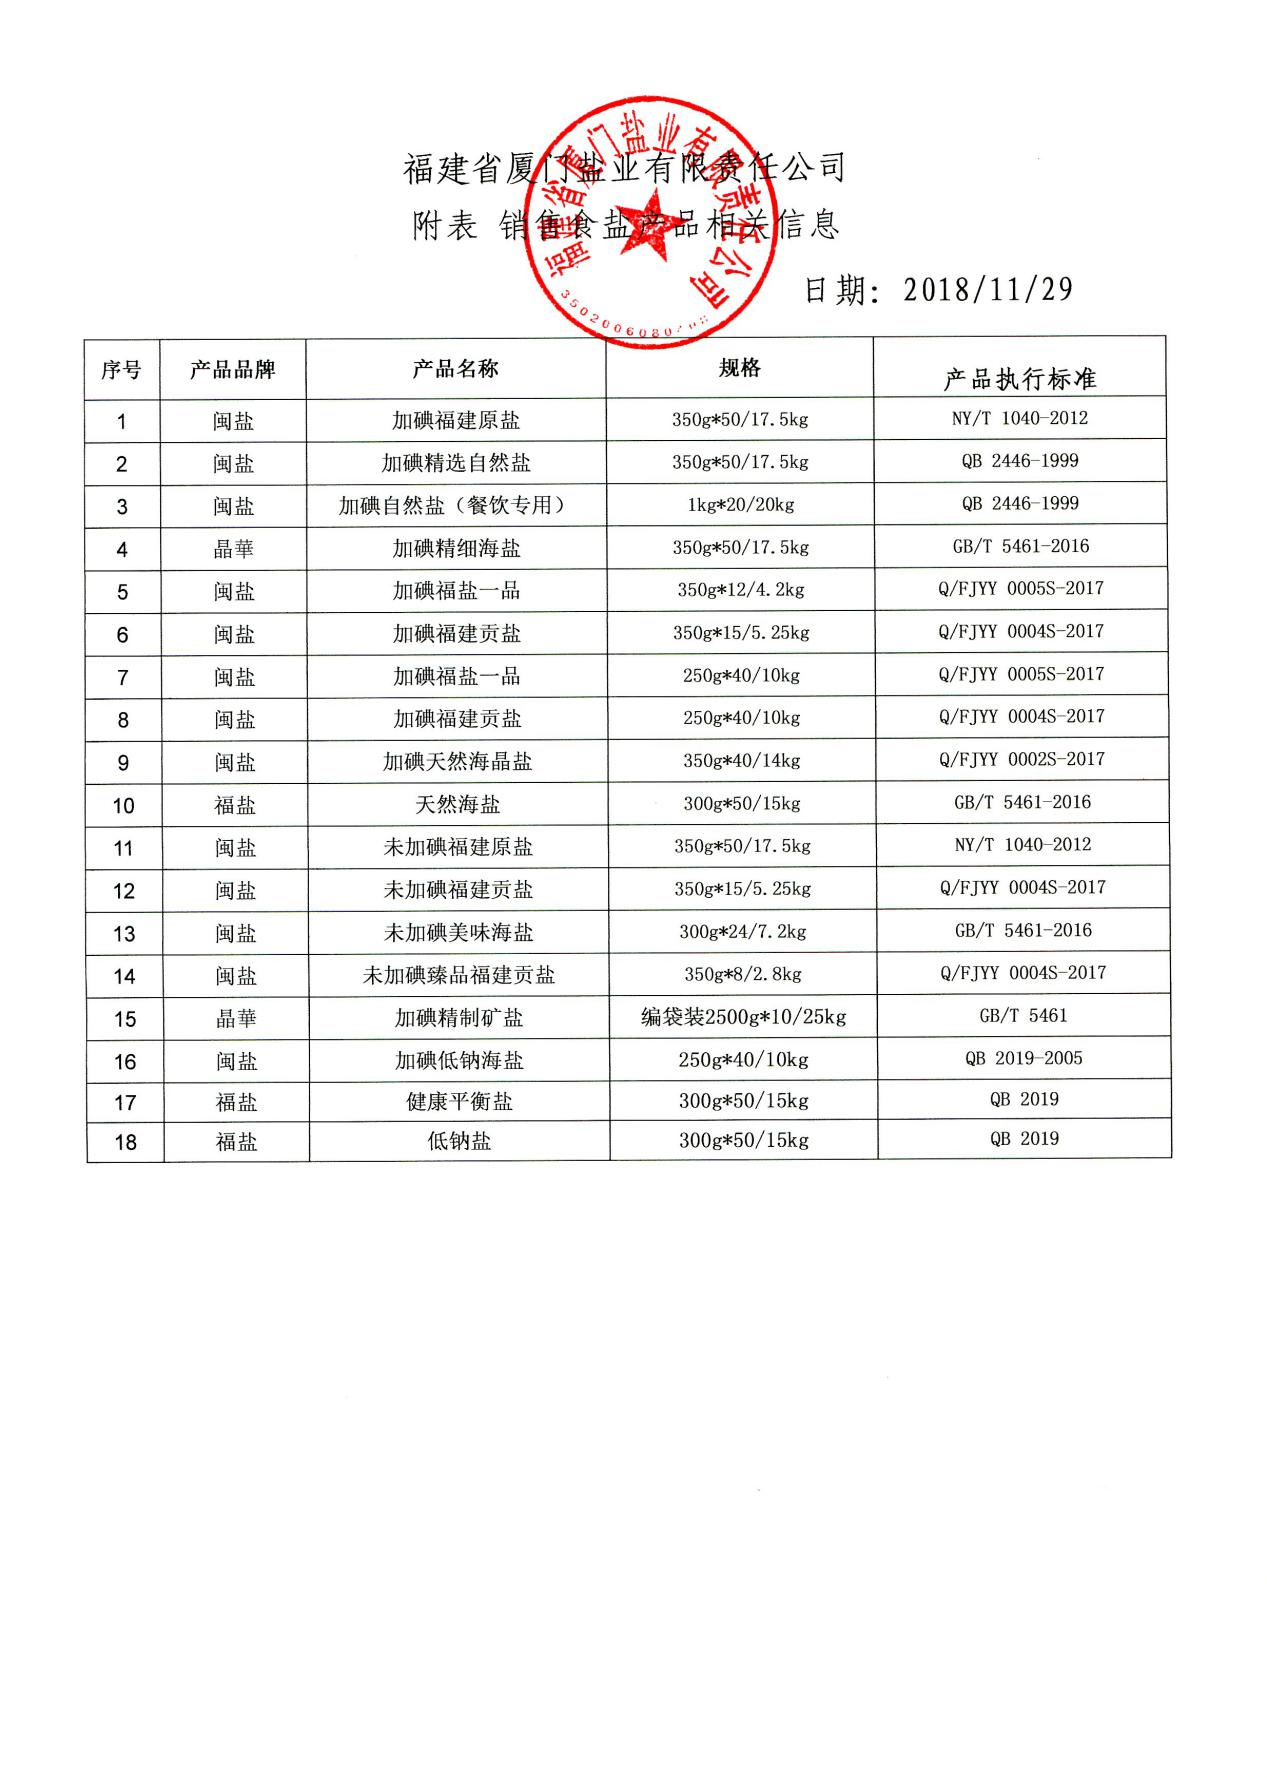 福建省厦门盐业有限责任公司
附表 销售食盐产品相关信息
福建省厦门盐业有限责任公司
日期: 2018/11/29
序号 产品品牌 产品名称 规格 产品执行标准
1 闽盐 加碘福建原盐 350g*50/17.5kg NY/T 1040-2012
2 闽盐 加碘精选自然盐 350g*50/17.5kg QB 2446-1999
3 闽盐 加碘自然盐（餐饮专用） 1kg*20/20kg QB 2446-1999
4 晶華 加碘精细海盐 350g*50/17.5kg GB/T 5461-2016
5 闽盐 加碘福盐一品 350g*12/4.2kg Q/FJYY 0005S-2017
6 闽盐 加碘福建贡盐 350g*15/5.25kg Q/FJYY 0004S-2017
7 闽盐 加碘福盐一品 250g*40/10kg Q/FJYY 0005S-2017
8 闽盐 加碘福建贡盐 250g*40/10kg Q/FJYY 0004S-2017
9 闽盐 加碘天然海晶盐 350g*40/14kg Q/FJYY 0002S-2017
10 福盐 天然海盐 300g*50/15kg GB/T 5461-2016
11 闽盐 未加碘福建原盐 350g*50/17.5kg NY/T 1040-2012
12 闽盐 未加碘福建贡盐 350g*15/5.25kg Q/FJYY 0004S-2017
13 闽盐 未加碘美味海盐 300g*24/7.2kg GB/T 5461-2016
14 闽盐 未加碘臻品福建贡盐 350g*8/2.8kg Q/FJYY 0004S-2017
15 晶華 加碘精制矿盐 编袋装2500g*10/25kg GB/T 5461
16 闽盐 加碘低钠海盐 250g*40/10kg QB 2019-2005
17 福盐 健康平衡盐 300g*50/15kg QB 2019
18 福盐 低钠盐 300g*50/15kg QB 2019